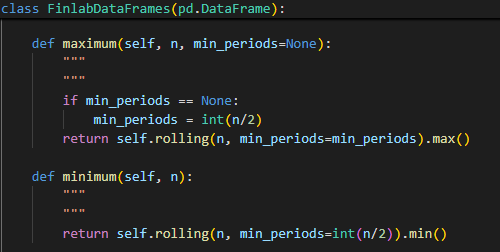 class FinlabDataFrames(pd.DataFrame):
    def maximum(self, n, min_periods=None):
        """
        """
        if min_periods == None:
            min_periods = int(n/2)
        return self.rolling(n, min_periods=min_periods).max()
    def minimum(self, n):
        """
        """
        return self.rolling(n, min_periods=int(n/2)).min()